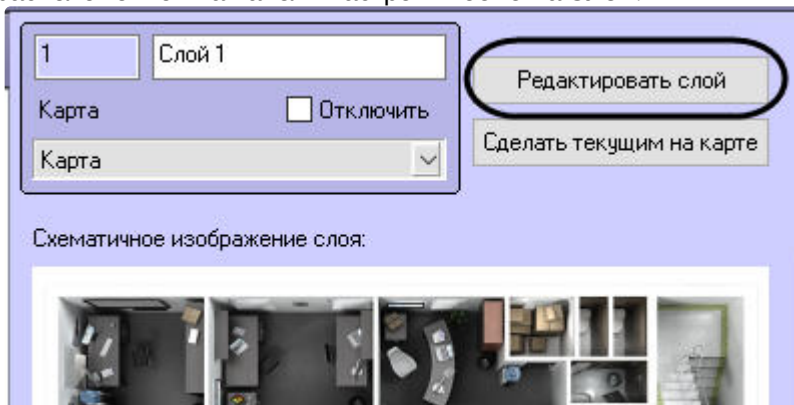 1
Слой 1
Редактировать слой
Карта
Отключить
Сделать текущим на карте
Карта
Схематичное изображение слоя: